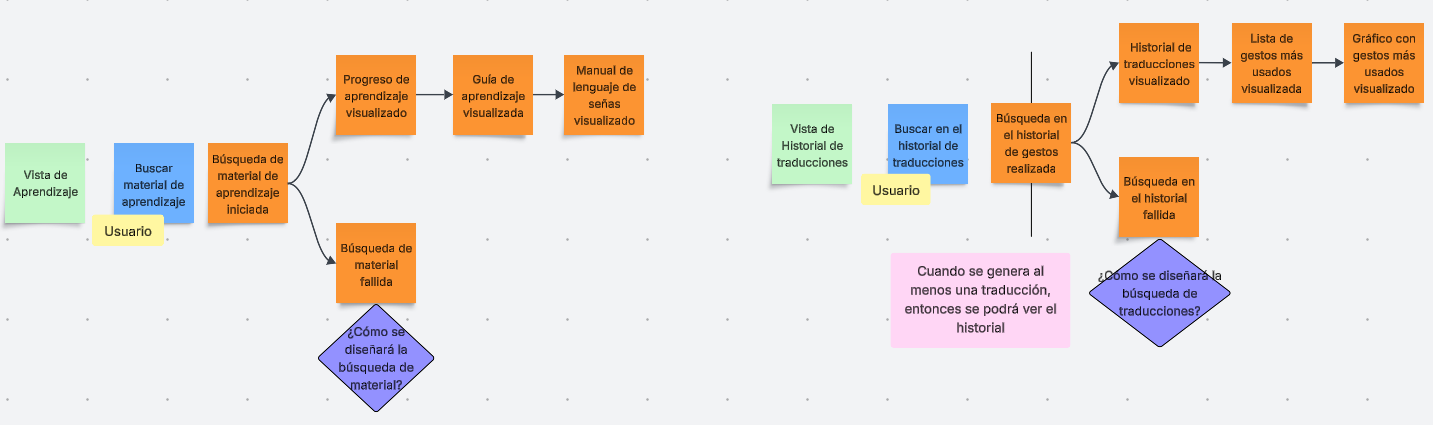 Vista de
Aprendizaje
Buscar
material de
aprendizaje
Usuario
Búsqueda de
material de
aprendizaje
iniciada
Progreso de
aprendizaje
visualizado
Guía de
aprendizaje
visualizada
Manual de
lenguaje de
señas
visualizado
Búsqueda de
material
fallida
¿Cómo se
diseñará la
búsqueda de
material?
Vista de
Historial de
traducciones
Buscar en el
historial de
traducciones
Usuario
Búsqueda en
el historial
de gestos
realizada
Historial de
traducciones
visualizado
Lista de
gestos más
usados
visualizada
Gráfico con
gestos más
usados
visualizado
Búsqueda en
el historial
fallida
¿Cómo se diseñará la
búsqueda de
traducciones?
Cuando se genera al
menos una traducción,
entonces se podrá ver el
historial